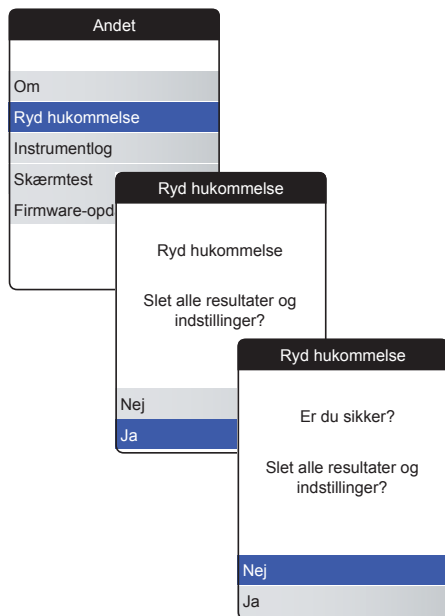 Andet
Om
Ryd hukommelse
Instrumentlog
Skærmtest
Firmware-opd
Ryd hukommelse
Ryd hukommelse
Slet alle resultater og
indstillinger?
Nej
Ja
Ryd hukommelse
Er du sikker?
Slet alle resultater og
indstillinger?
Nej
Ja